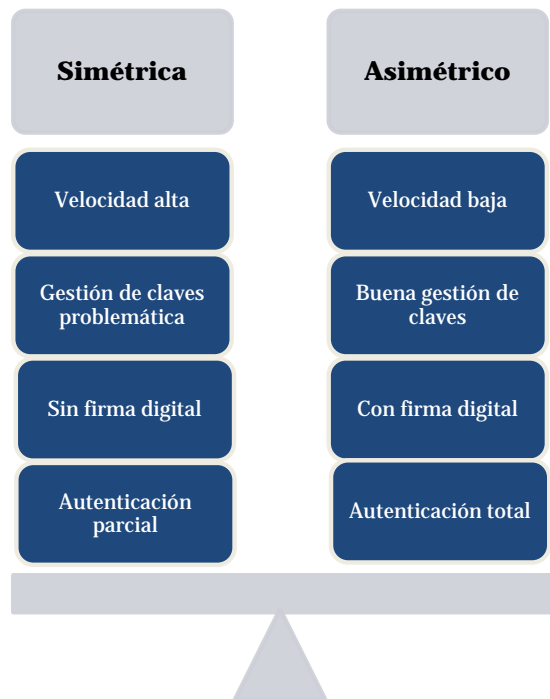 Simétrica
Velocidad alta
Gestión de claves
problemática
Sin firma digital
Autenticación
parcial
Asimétrico
Velocidad baja
Buena gestión de
claves
Con firma digital
Autenticación total